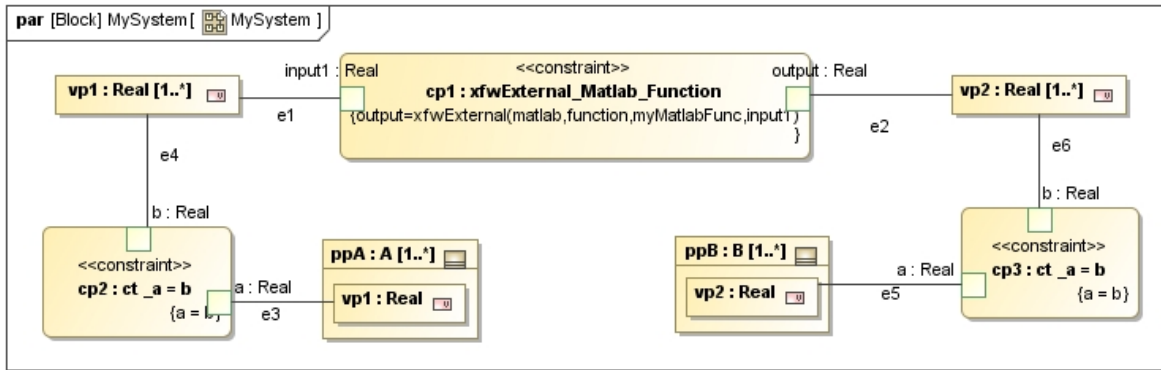 par [Block] MySystem [ MySystem ]
input1 : Real
<<constraint>>
output : Real
vp1 : Real [1..*]
cp1 : xfwExternal_Matlab_Function
vp2 : Real [1..*]
e1
{output=xfwExternal(matlab,function,myMatlabFunc,input1)
}
e2
e4
e6
b : Real
b : Real
<<constraint>>
cp2 : ct _a = b
{a = b}
a : Real
e3
ppA : A [1..*]
vp1 : Real
ppB : B [1..*]
vp2 : Real
a : Real
e5
<<constraint>>
cp3 : ct _a = b
{a = b}